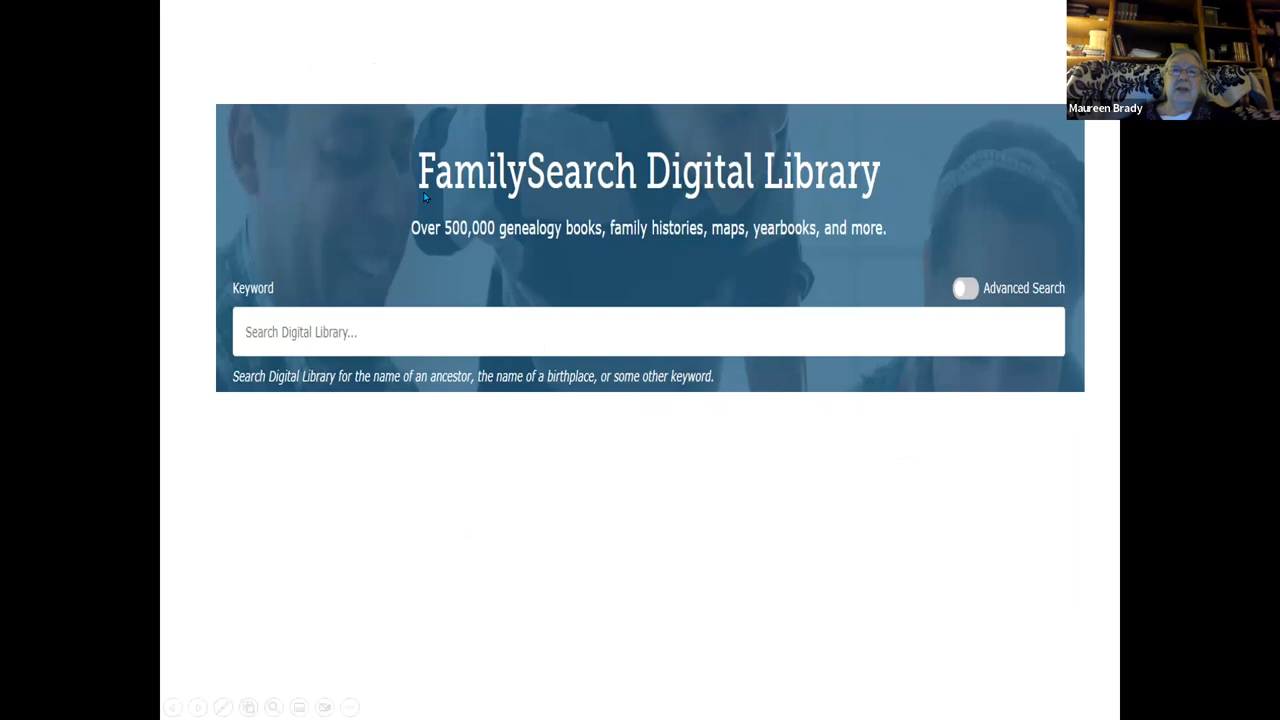 Maureen Brady
FamilySearch Digital Library
Over 500,000 genealogy books, family histories, maps, yearbooks, and more.
Keyword
Advanced Search
Search Digital Library...
Search Digital Library for the name of an ancestor, the name of a birthplace, or some other keyword.